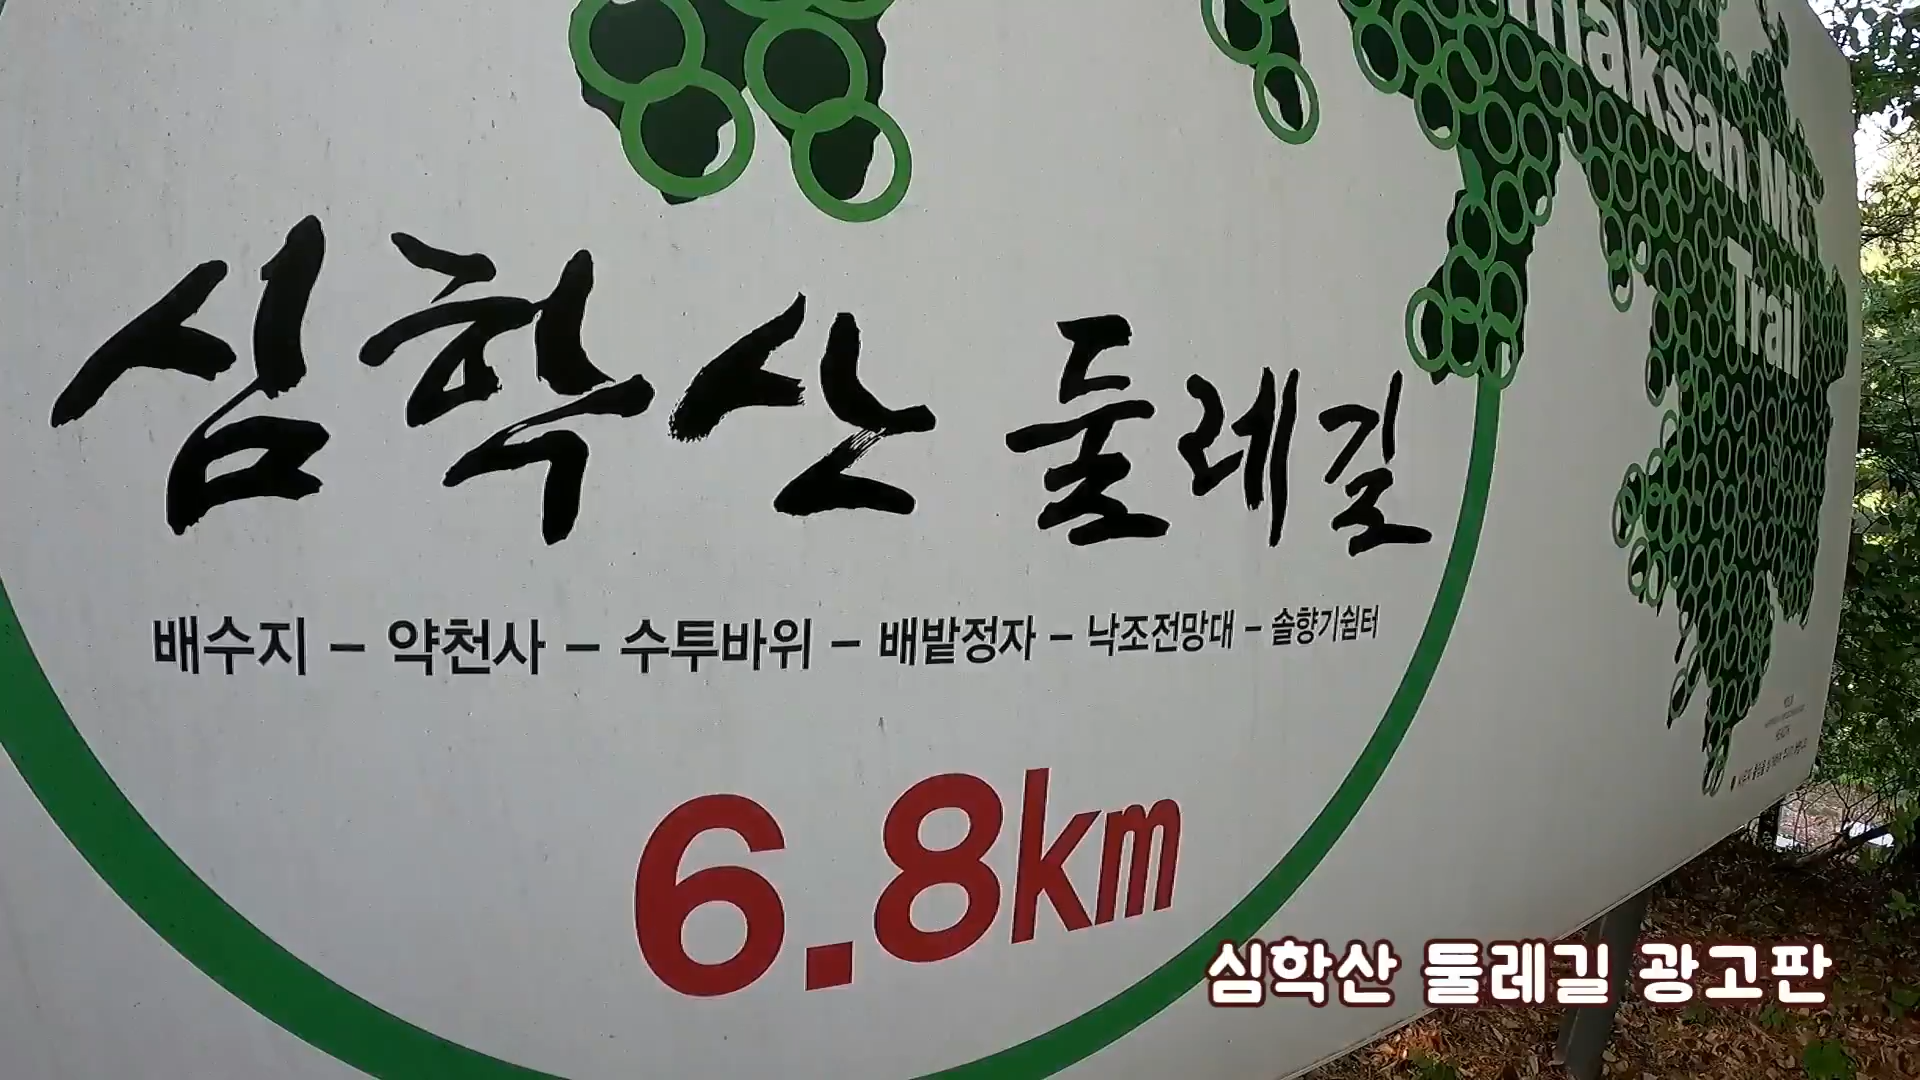 심학산 둘레길
배수지 – 약천사 – 수투바위 – 배밭정자 – 낙조전망대 – 솔향기쉼터
6.8km
Mt.
Trail
심학산 둘레길 광고판